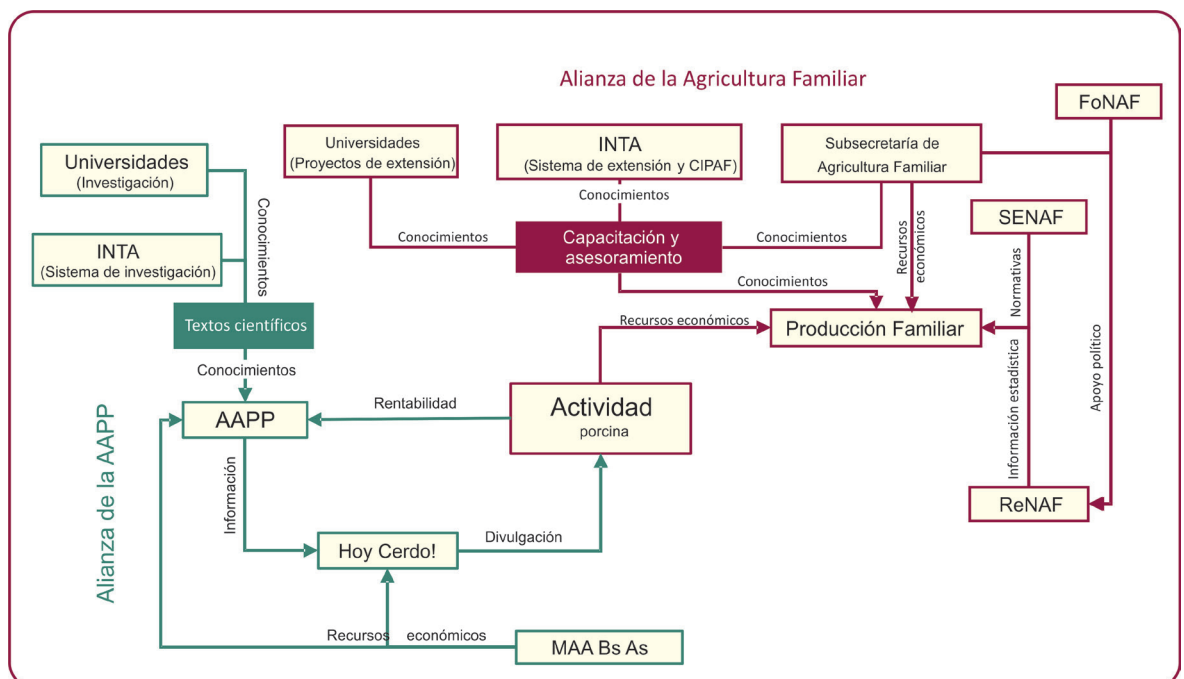 Alianza de la Agricultura Familiar
FoNAF
Universidades
(Investigación)
Universidades
(Proyectos de extensión)
INTA
(Sistema de extensión y CIPAF)
Subsecretaría de
Agricultura Familiar
Conocimientos
SENAF
INTA
(Sistema de investigación)
Conocimientos
Conocimientos
Capacitación y
asesoramiento
Conocimientos
Recursos
económicos
Normativas
Conocimientos
Textos científicos
Recursos económicos
Producción Familiar
Apoyo político
Conocimientos
Información estadística
AAPP
Rentabilidad
Actividad
porcina
Alianza de la AAPP
Información
ReNAF
Hoy Cerdo!
Divulgación
Recursos económicos
MAA Bs As